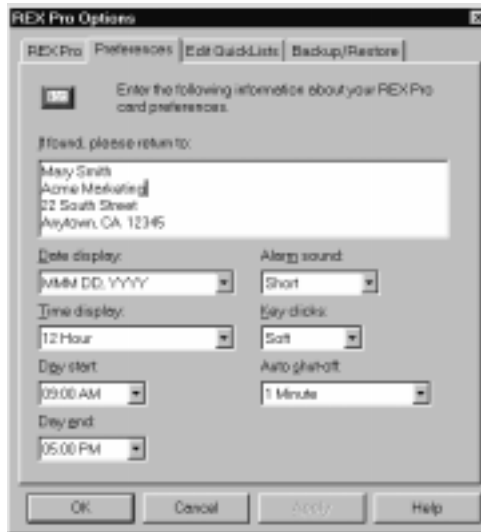 REX Pro Options
REX Pro Preferences Edit QuickLists Backup/Restore
Enter the following information about your REX Pro
card preferences.
If found, please return to:
Mary Smith
Acme Marketing
22 South Street
Anytown, CA 12345
Date display: Alarm sound:
MMM DD, YYYY Short
Time display: Key clicks:
12 Hour Soft
Day start: Auto shut-off:
09:00 AM 1 Minute
Day end:
05:00 PM
OK Cancel Apply Help